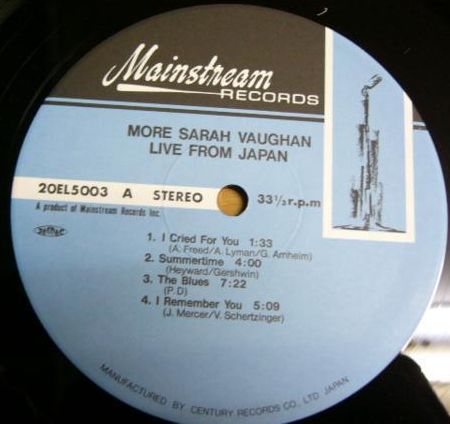 Mainstream
RECORDS
MORE SARAH VAUGHAN
LIVE FROM JAPAN
20EL5003 A STEREO 33⅓ r.p.m
A product of Mainstream Records Inc.
1. I Cried For You 1:33
(A. Freed/A. Lyman/G. Arnheim)
2. Summertime 4:00
(Heyward/Gershwin)
3. The Blues 7:22
(P.D)
4. I Remember You 5:09
(J. Mercer/V. Schertzinger)
MANUFACTURED BY CENTURY RECORDS CO., LTD JAPAN